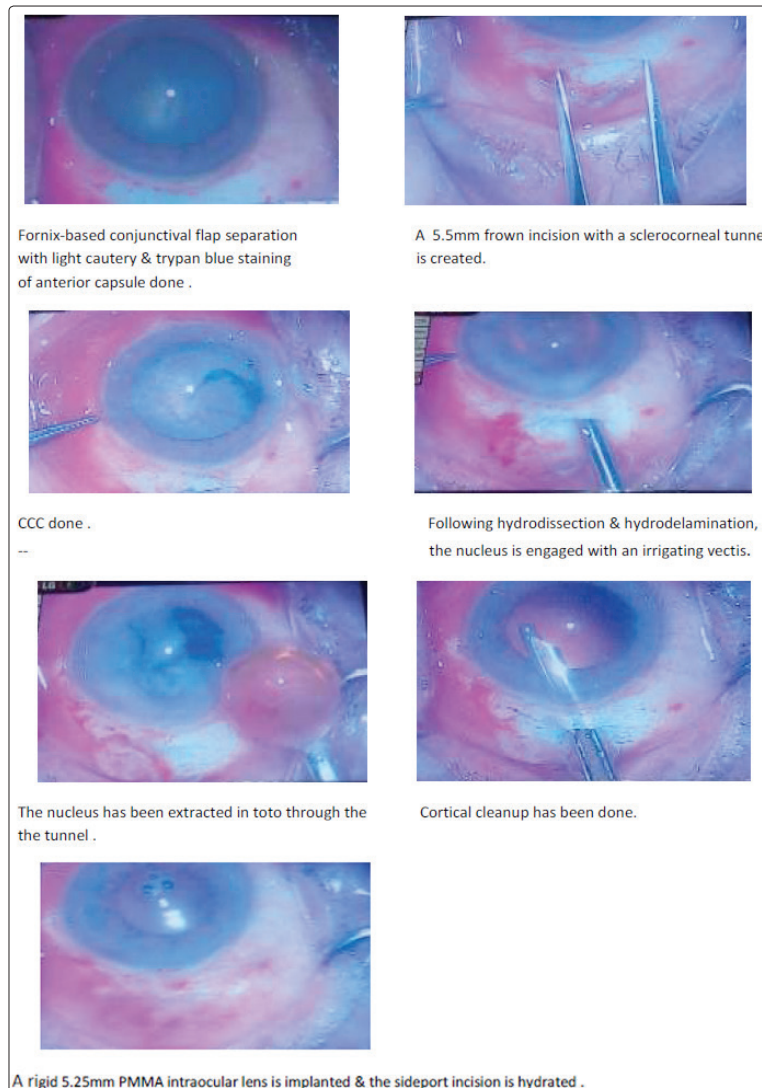 Fornix-based conjunctival flap separation
with light cautery & trypan blue staining
of anterior capsule done .
A 5.5mm frown incision with a sclerocorneal tunne
is created.
CCC done .
--
Following hydrodissection & hydrodelamination,
the nucleus is engaged with an irrigating vectis.
The nucleus has been extracted in toto through the
the tunnel .
Cortical cleanup has been done.
A rigid 5.25mm PMMA intraocular lens is implanted & the sideport incision is hydrated .